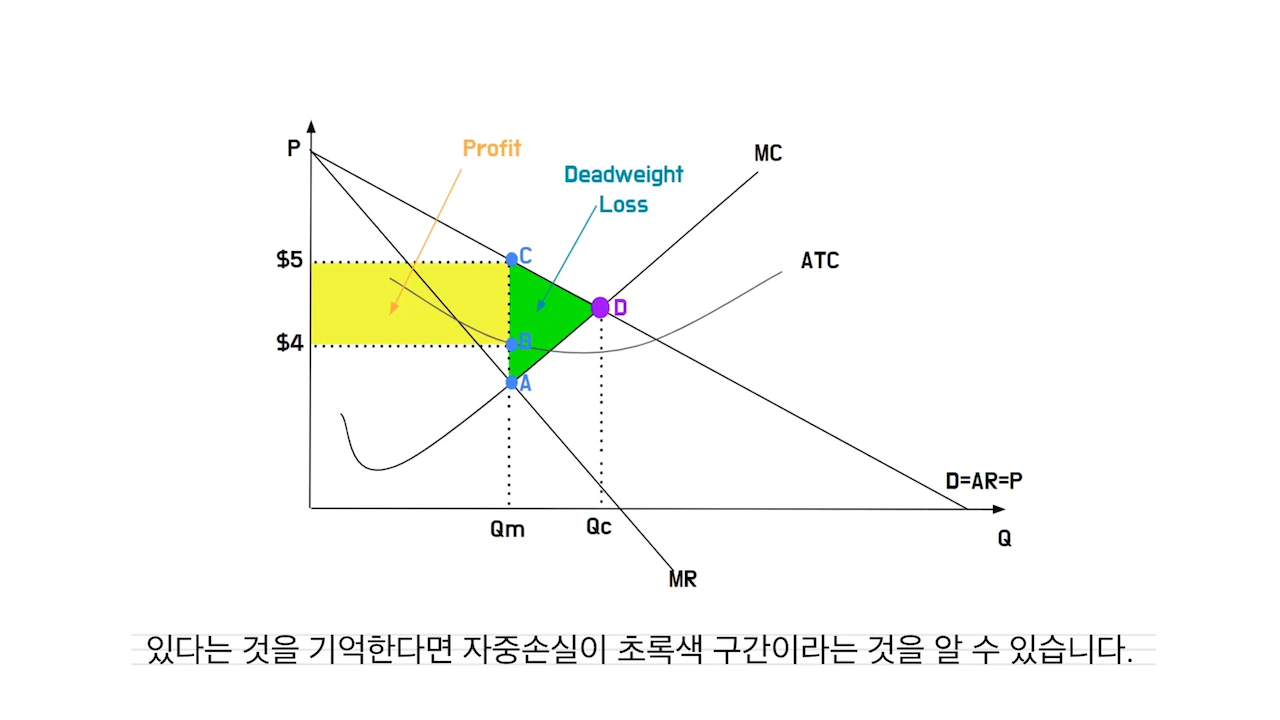 Profit
P
MC
Deadweight
Loss
$5
C
ATC
D
$4
B
A
D=AR=P
Qm
Qc
Q
MR
있다는 것을 기억한다면 자중손실이 초록색 구간이라는 것을 알 수 있습니다.